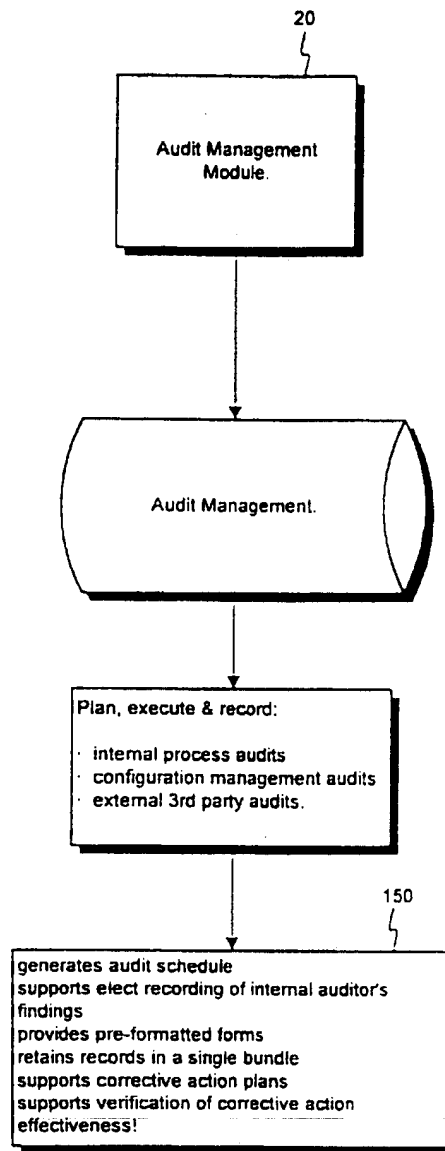 20
Audit Management
Module.
Audit Management.
Plan, execute & record:
· internal process audits
· configuration management audits
· external 3rd party audits.
150
generates audit schedule
supports elect recording of internal auditor's
findings
provides pre-formatted forms
retains records in a single bundle
supports corrective action plans
supports verification of corrective action
effectiveness!